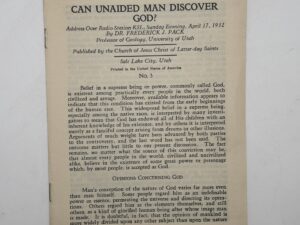 CAN UNAIDED MAN DISCOVER
GOD?
Address Over Radio Station KSL, Sunday Evening, April 17, 1932
By DR. FREDERICK J. PACK
Professor of Geology, University of Utah
Published by the Church of Jesus Christ of Latter-day Saints
Salt Lake City, Utah
Printed in the United States of America
No. 3
Belief in a supreme being or power, commonly called God,
is existent among practically every people in the world, both
civilized and savage. Moreover, available information appears to
indicate that this condition has existed from the early beginnings
of the human race. This widespread belief in a supreme being,
especially among the native races, is interpreted by many investi-
gators to mean that God has endowed all of His children with an
inherent knowledge of his existence, and by others it is interpreted
merely as a fanciful concept arising from dreams or other illusions.
Arguments of much weight have been advanced by both parties
to the controversy, and the last word has not been said. The
outcome matters little to our present discussion. The fact
remains, no matter what the source of this conviction may be,
that almost every people in the world, civilized and uncivilized
alike, believe in the existence of some great power or personage
which, by most people, is accepted as God.
OPINIONS CONCERNING GOD
Man's conception of the nature of God varies far more even
than man himself. Some people regard him as an indefinable
power or essence, permeating the universe and directing its opera-
tions. Others regard him as the elements themselves, and still
others as a kind of glorified human being after whose image man
is made. It is doubtful, in fact, that the opinion of mankind is
more widely divided upon any other subject than upon the nature